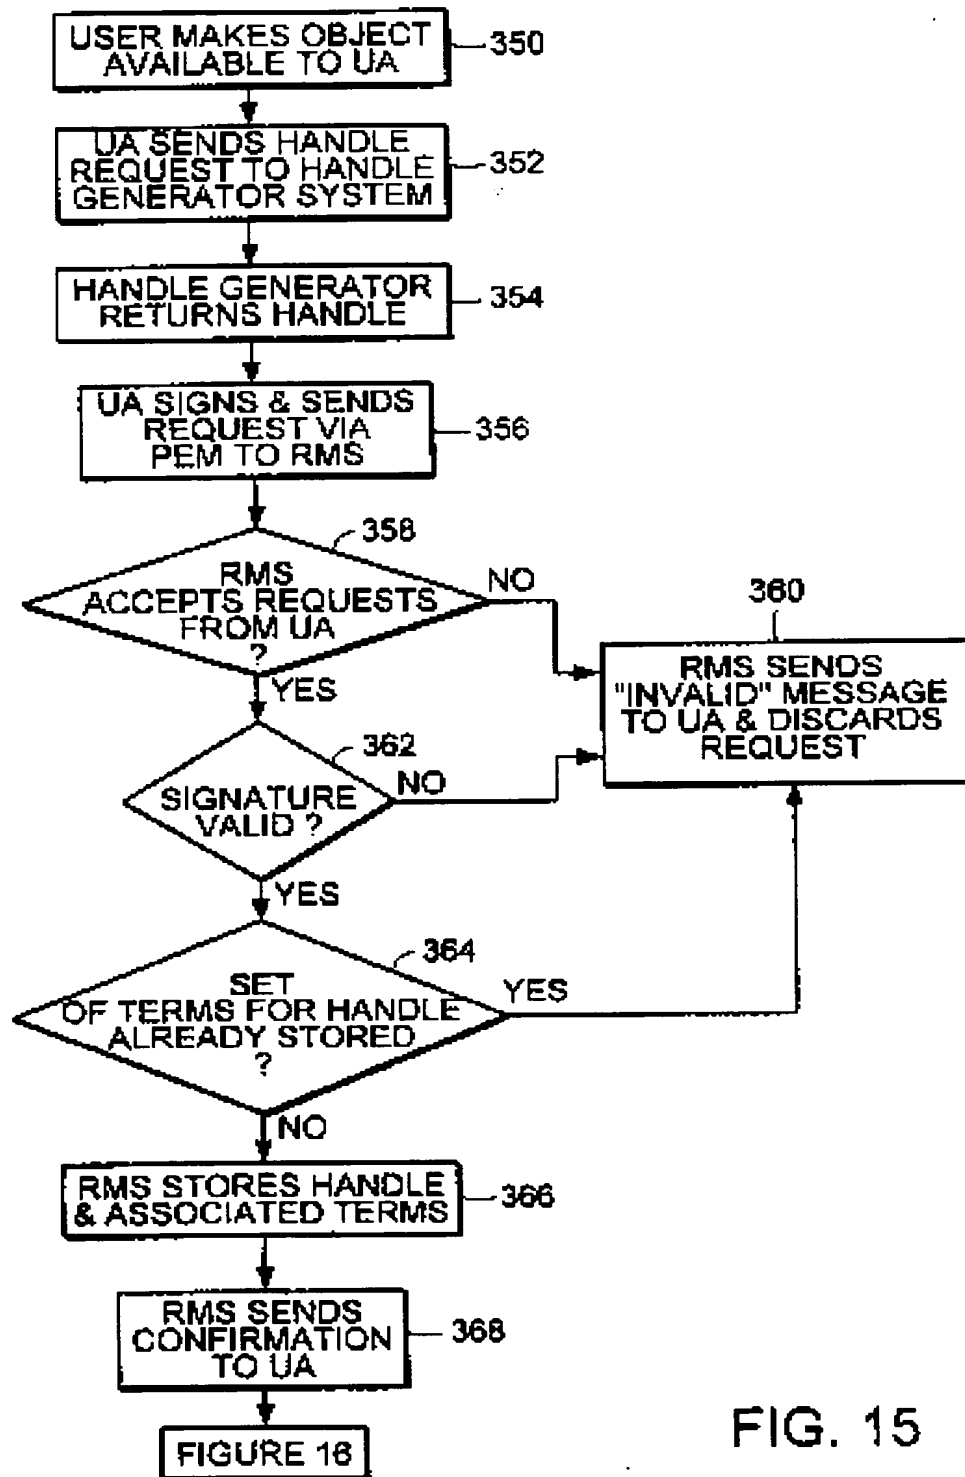 USER MAKES OBJECT
AVAILABLE TO UA
350
UA SENDS HANDLE
REQUEST TO HANDLE
GENERATOR SYSTEM
352
HANDLE GENERATOR
RETURNS HANDLE
354
UA SIGNS & SENDS
REQUEST VIA
PEM TO RMS
356
358
RMS
ACCEPTS REQUESTS
FROM UA
?
NO
YES
360
RMS SENDS
"INVALID" MESSAGE
TO UA & DISCARDS
REQUEST
362
SIGNATURE
VALID ?
NO
YES
364
SET
OF TERMS FOR HANDLE
ALREADY STORED
?
YES
NO
RMS STORES HANDLE
& ASSOCIATED TERMS
366
RMS SENDS
CONFIRMATION
TO UA
368
FIGURE 16
FIG. 15